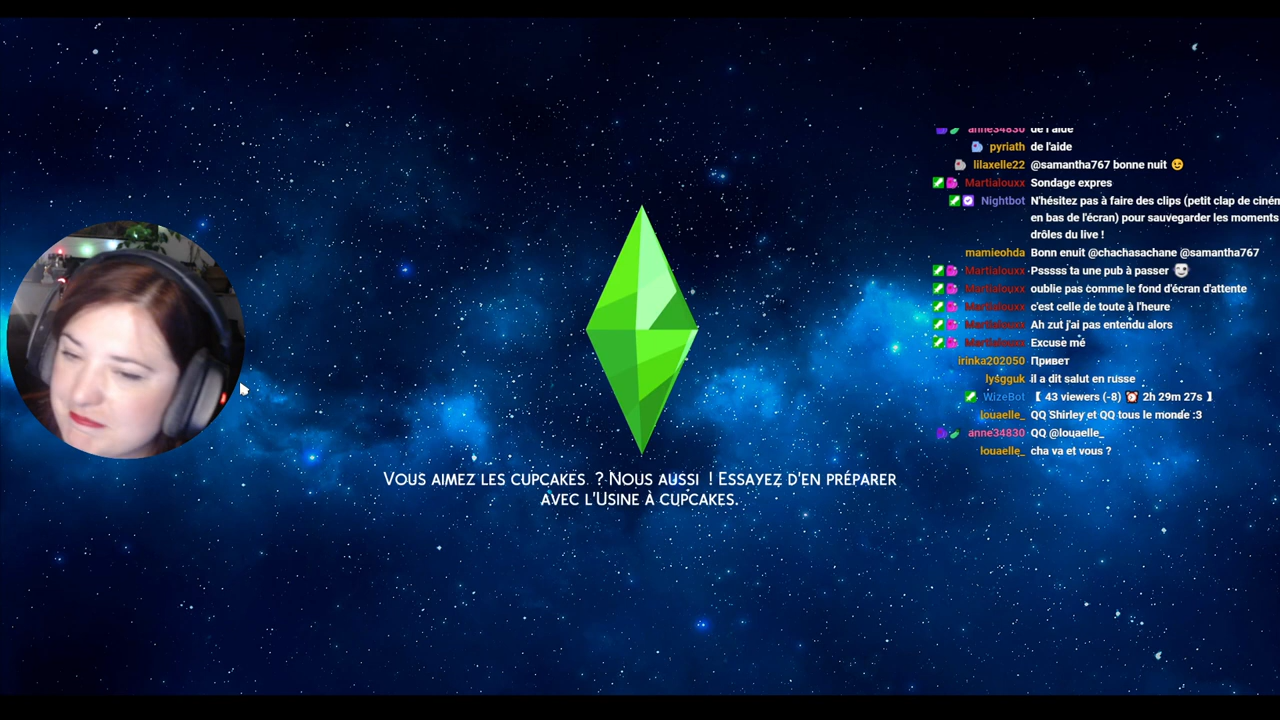 anne34830 de l'aide
pyriath de l'aide
lilaxelle22 @samantha767 bonne nuit 😉
Martialouxx Sondage expres
Nightbot N'hésitez pas à faire des clips (petit clap de ciném
en bas de l'écran) pour sauvegarder les moments
drôles du live !
mamieohda Bonn enuit @chachasachane @samantha767
Martialouxx Psssss ta une pub à passer
Martialouxx oublie pas comme le fond d'écran d'attente
Martialouxx c'est celle de toute à l'heure
Martialouxx Ah zut j'ai pas entendu alors
Martialouxx Excuse me
irinka202050 Привет
lysgguk il a dit salut en russe
WizeBot 【 43 viewers (-8) ⏰ 2h 29m 27s 】
louaelle_ QQ Shirley et QQ tous le monde :3
anne34830 QQ @louaelle_
louaelle_ cha va et vous ?
Vous aimez les cupcakes ? Nous aussi ! Essayez d'en préparer
avec l'Usine à cupcakes.